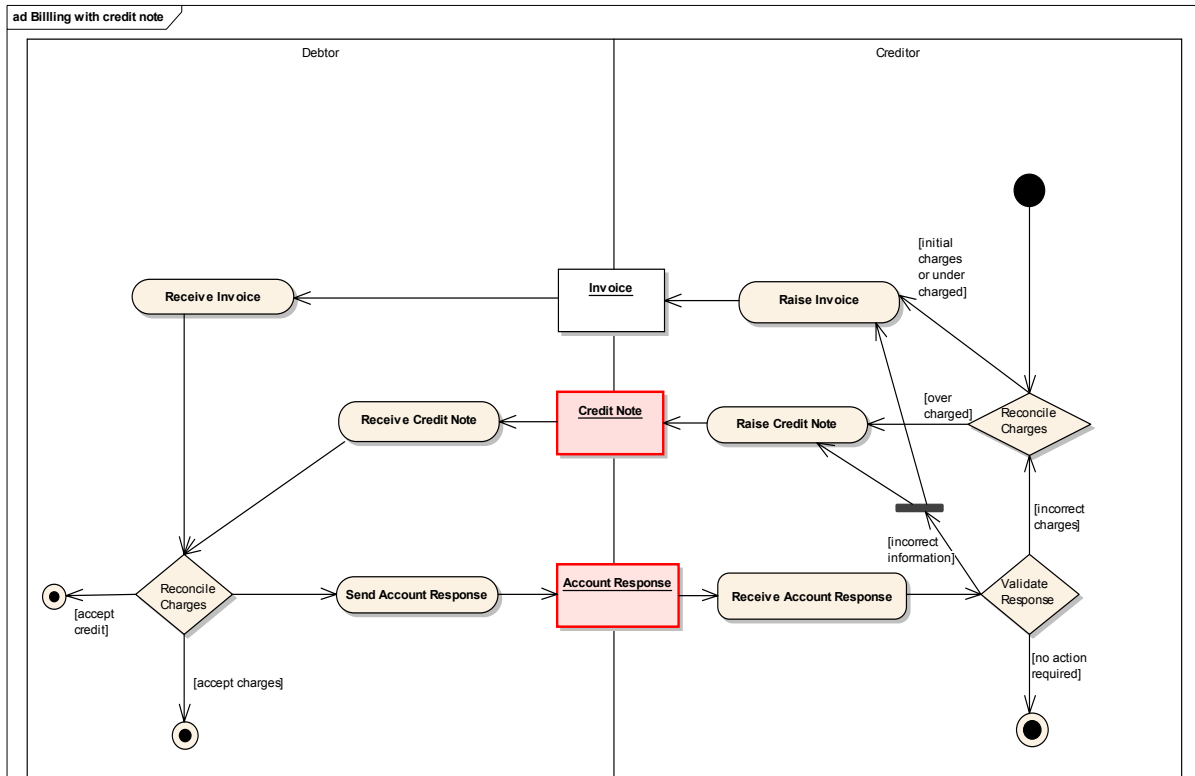 ad Billling with credit note
Debtor
Creditor
[initial
charges
or under
charged]
Receive Invoice
Invoice
Raise Invoice
Receive Credit Note
Credit Note
Raise Credit Note
[over
charged]
Reconcile
Charges
[incorrect
charges]
[incorrect
information]
Reconcile
Charges
Send Account Response
Account Response
Receive Account Response
Validate
Response
[accept
credit]
[accept charges]
[no action
required]